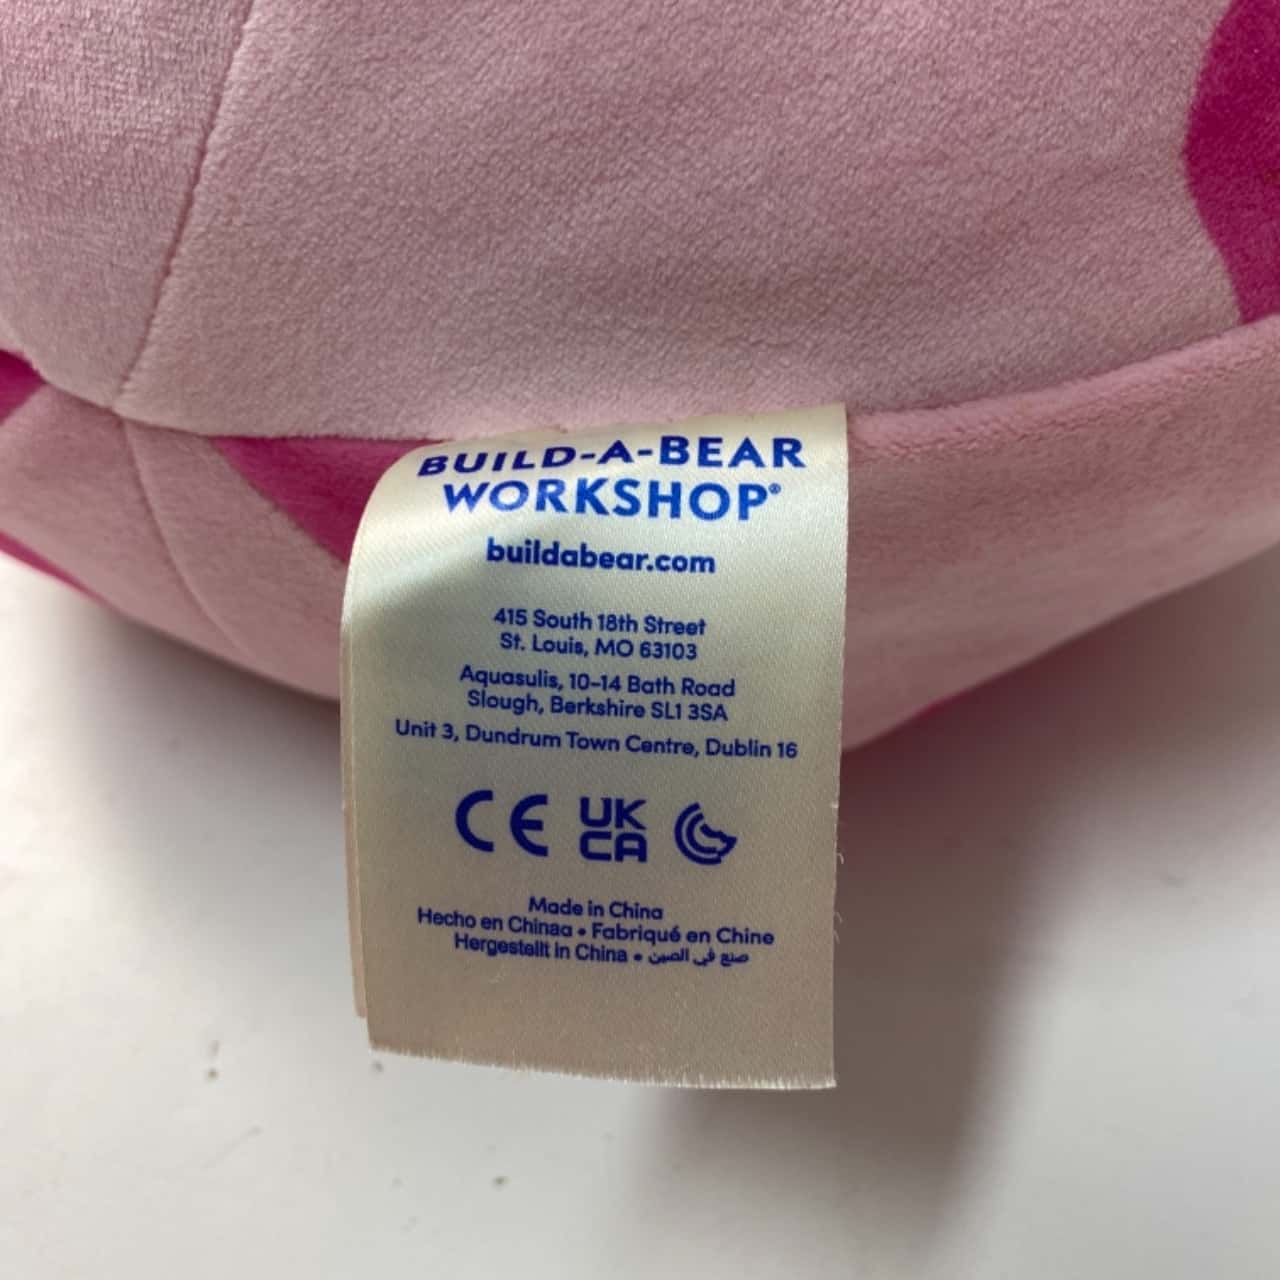 BUILD-A-BEAR
WORKSHOP®
buildabear.com
415 South 18th Street
St. Louis, MO 63103
Aquasulis, 10-14 Bath Road
Slough, Berkshire SL1 3SA
Unit 3, Dundrum Town Centre, Dublin 16
CE UK
CA
Made in China
Hecho en Chinaa • Fabriqué en Chine
Hergestellt in China • صنع في الصين